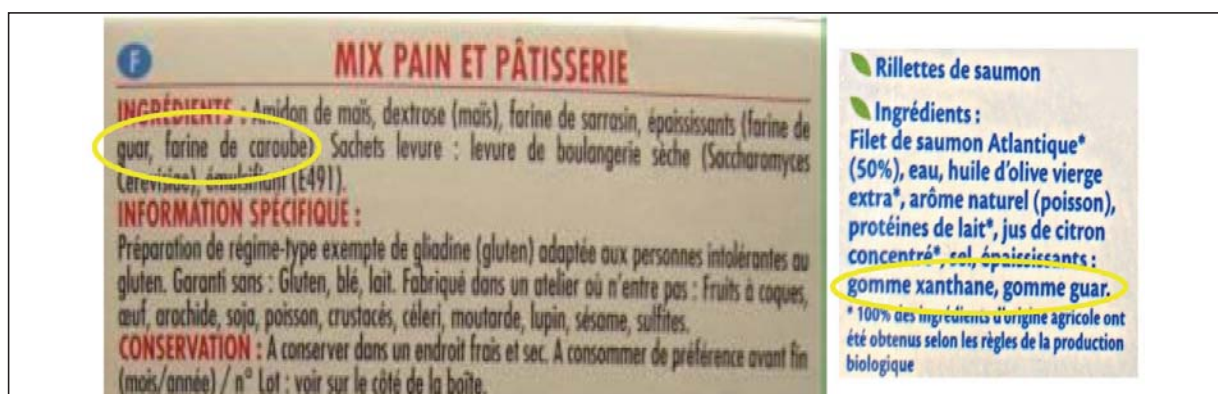 F
MIX PAIN ET PÂTISSERIE
INGRÉDIENTS : Amidon de maïs, dextrose (maïs), farine de sarrasin, épaississants (farine de
guar, farine de caroube) Sachets levure : levure de boulangerie sèche (Saccharomyces
Cerevisiae), émulsifiant (E491).
INFORMATION SPÉCIFIQUE :
Préparation de régime-type exempte de gliadine (gluten) adaptée aux personnes intolérantes au
gluten. Garanti sans : Gluten, blé, lait. Fabriqué dans un atelier où n'entre pas : Fruits à coques,
œuf, arachide, soja, poisson, crustacés, céleri, moutarde, lupin, sésame, sulfites.
CONSERVATION : A conserver dans un endroit frais et sec. A consommer de préférence avant fin
(mois/année) / n° Lot : voir sur le côté de la boîte.
Rillettes de saumon
Ingrédients :
Filet de saumon Atlantique*
(50%), eau, huile d'olive vierge
extra*, arôme naturel (poisson),
protéines de lait*, jus de citron
concentré*, sel, épaississants :
gomme xanthane, gomme guar.
* 100% des ingrédients d'origine agricole ont
été obtenus selon les règles de la production
biologique